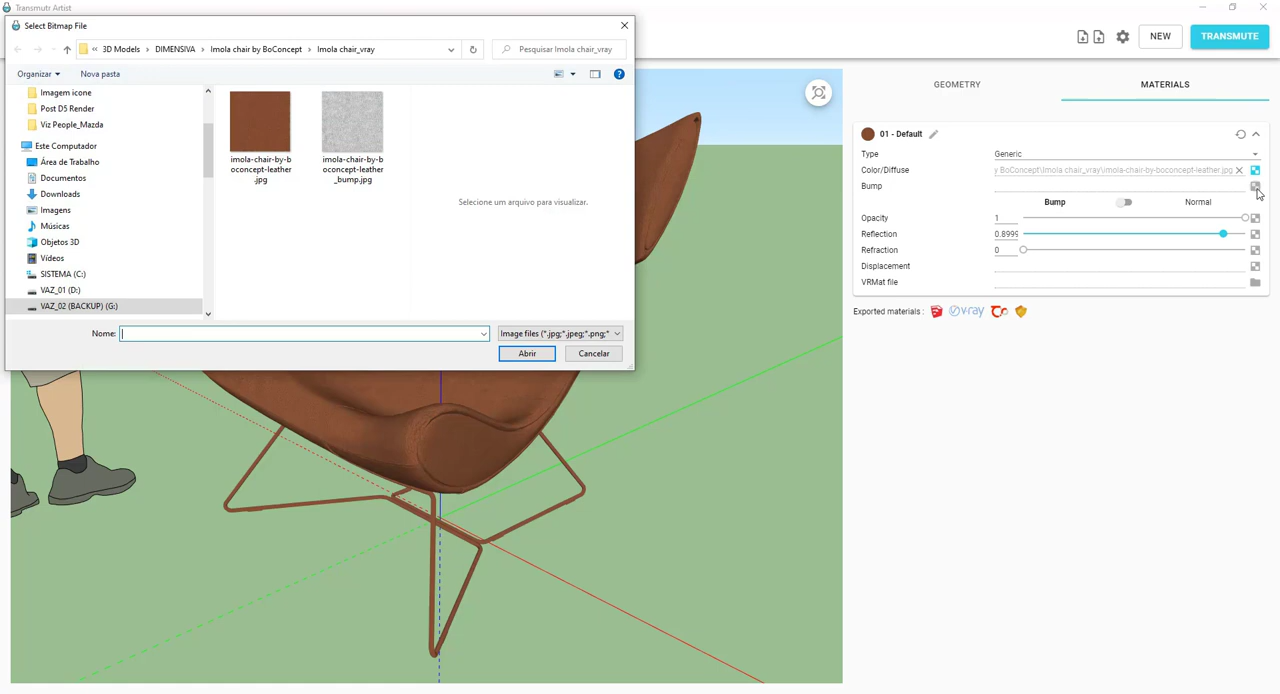 Transmutr Artist
Select Bitmap File
« 3D Models › DIMENSIVA › Imola chair by BoConcept › Imola chair_vray
Pesquisar Imola chair_vray
NEW
TRANSMUTE
Organizar
Nova pasta
Imagem icone
Post D5 Render
Viz People_Mazda
Este Computador
Área de Trabalho
Documentos
Downloads
Imagens
Músicas
Objetos 3D
Vídeos
SISTEMA (C:)
VAZ_01 (D:)
VAZ_02 (BACKUP) (G:)
imola-chair-by-b
oconcept-leather
.jpg
imola-chair-by-b
oconcept-leather
_bump.jpg
Selecione um arquivo para visualizar.
Nome:
Image files (*.jpg;*.jpeg;*.png;*
Abrir
Cancelar
GEOMETRY
MATERIALS
01 - Default
Type
Generic
Color/Diffuse
y BoConcept\Imola chair_vray\imola-chair-by-boconcept-leather.jpg
Bump
Bump
Normal
Opacity
1
Reflection
0.8999
Refraction
0
Displacement
VRMat file
Exported materials :
v-ray